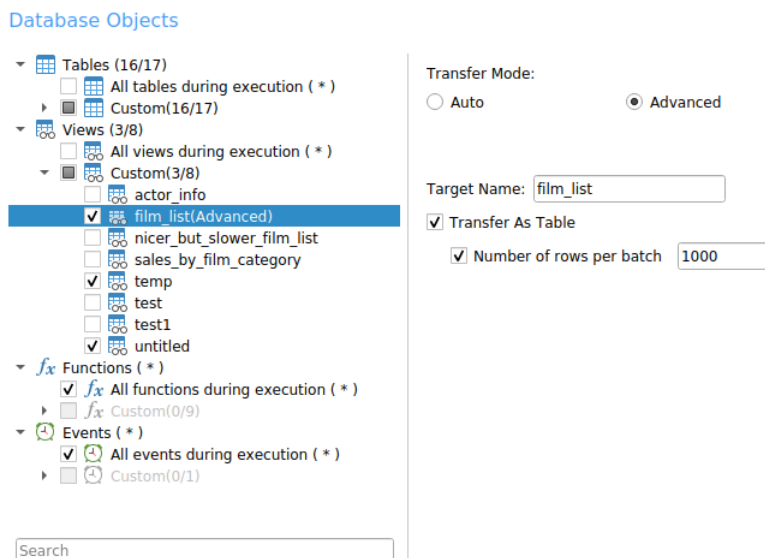 Database Objects
Tables (16/17)
All tables during execution ( * )
Custom(16/17)
Views (3/8)
All views during execution ( * )
Custom(3/8)
actor_info
film_list(Advanced)
nicer_but_slower_film_list
sales_by_film_category
temp
test
test1
untitled
fx Functions ( * )
fx All functions during execution ( * )
fx Custom(0/9)
Events ( * )
All events during execution ( * )
Custom(0/1)
Search
Transfer Mode:
Auto
Advanced
Target Name: film_list
Transfer As Table
Number of rows per batch 1000